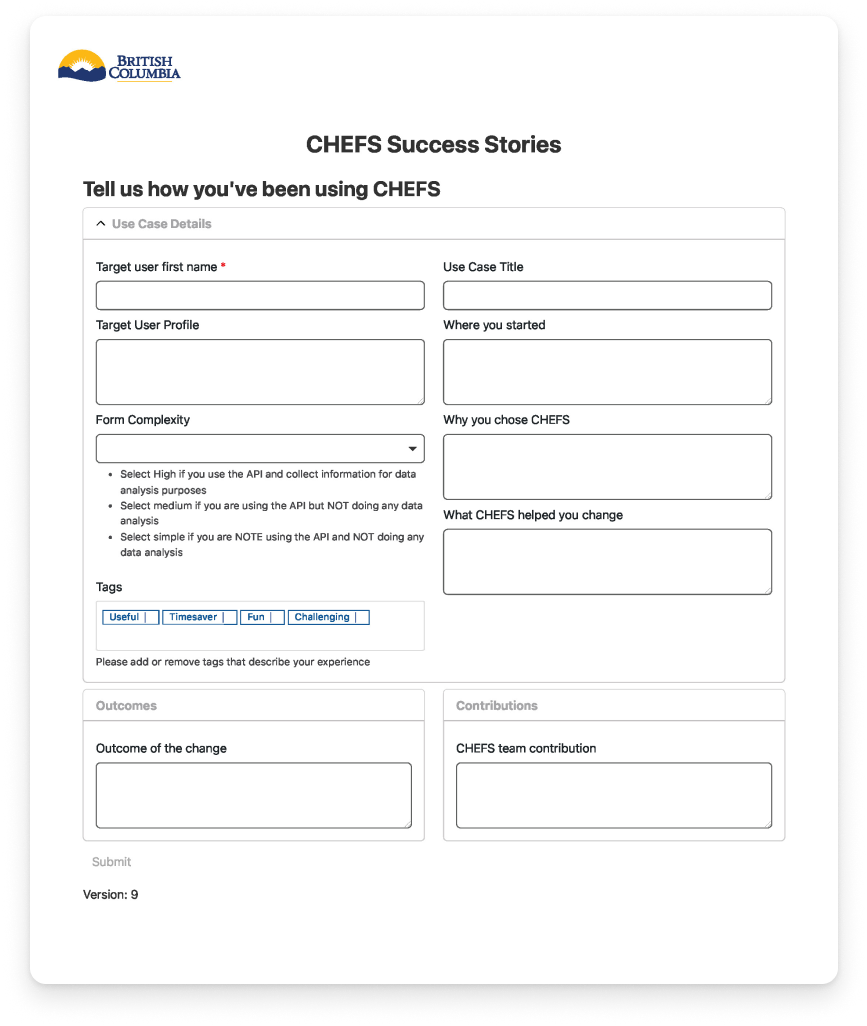 BRITISH
COLUMBIA
CHEFS Success Stories
Tell us how you've been using CHEFS
Use Case Details
Target user first name *
Target User Profile
Form Complexity
Select High if you use the API and collect information for data
analysis purposes
Select medium if you are using the API but NOT doing any data
analysis
Select simple if you are NOTE using the API and NOT doing any
data analysis
Tags
Useful | Timesaver | Fun | Challenging |
Please add or remove tags that describe your experience
Use Case Title
Where you started
Why you chose CHEFS
What CHEFS helped you change
Outcomes
Outcome of the change
Contributions
CHEFS team contribution
Submit
Version: 9